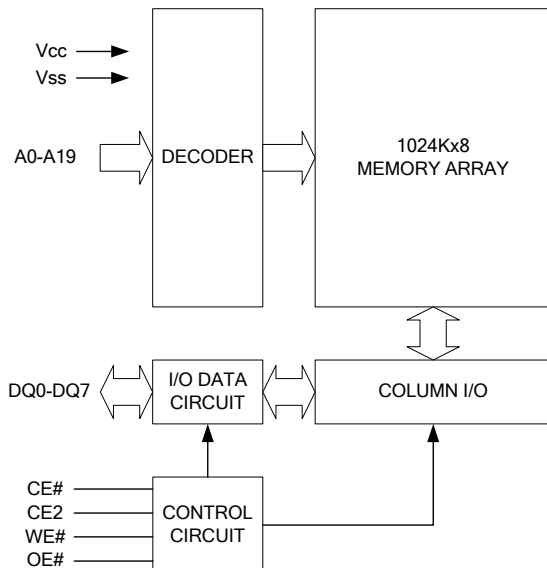 Vcc
Vss
A0-A19
DECODER
1024Kx8
MEMORY ARRAY
DQ0-DQ7
I/O DATA
CIRCUIT
COLUMN I/O
CE#
CE2
WE#
OE#
CONTROL
CIRCUIT